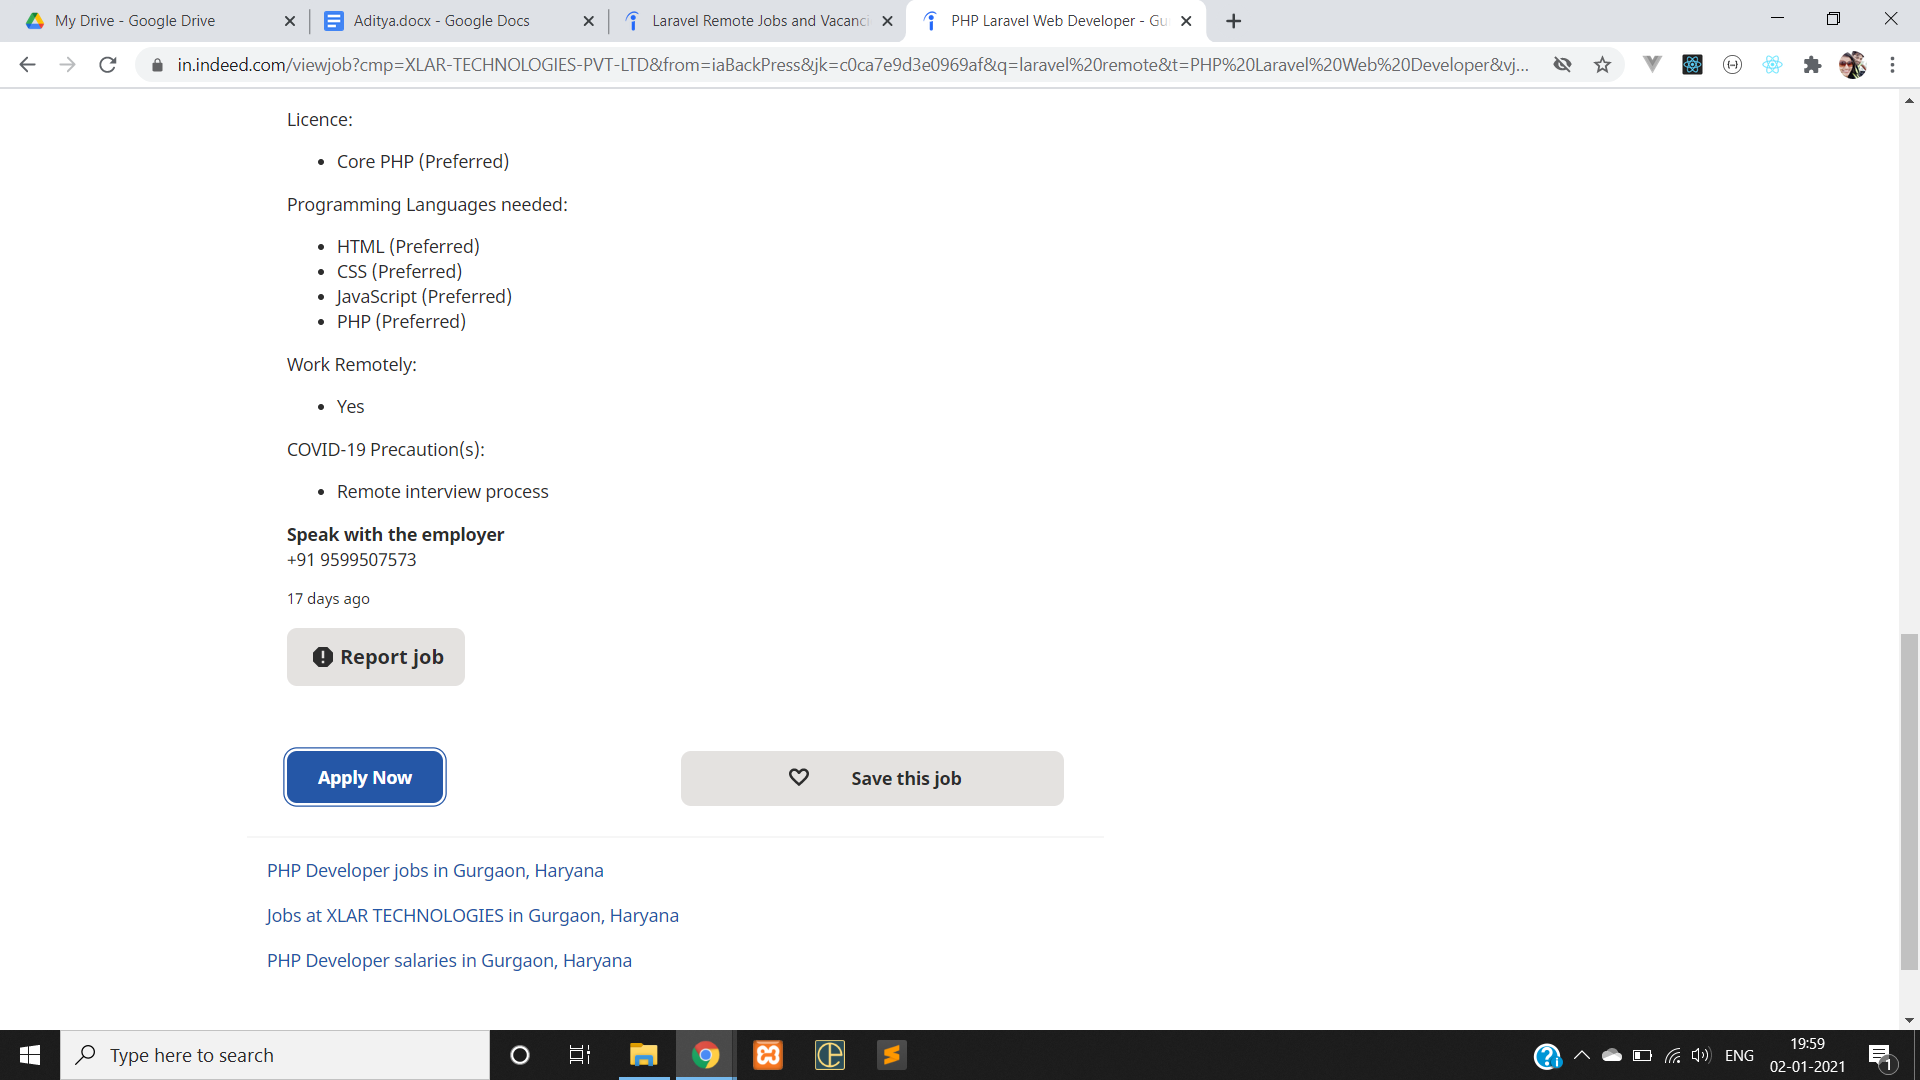 My Drive - Google Drive
Aditya.docx - Google Docs
Laravel Remote Jobs and Vacanci
PHP Laravel Web Developer - Gu
in.indeed.com/viewjob?cmp=XLAR-TECHNOLOGIES-PVT-LTD&from=iaBackPress&jk=c0ca7e9d3e0969af&q=laravel%20remote&t=PHP%20Laravel%20Web%20Developer&vj...
Licence:
• Core PHP (Preferred)
Programming Languages needed:
• HTML (Preferred)
• CSS (Preferred)
• JavaScript (Preferred)
• PHP (Preferred)
Work Remotely:
• Yes
COVID-19 Precaution(s):
• Remote interview process
Speak with the employer
+91 9599507573
17 days ago
Report job
Apply Now
Save this job
PHP Developer jobs in Gurgaon, Haryana
Jobs at XLAR TECHNOLOGIES in Gurgaon, Haryana
PHP Developer salaries in Gurgaon, Haryana
Type here to search
ENG
19:59
02-01-2021
1